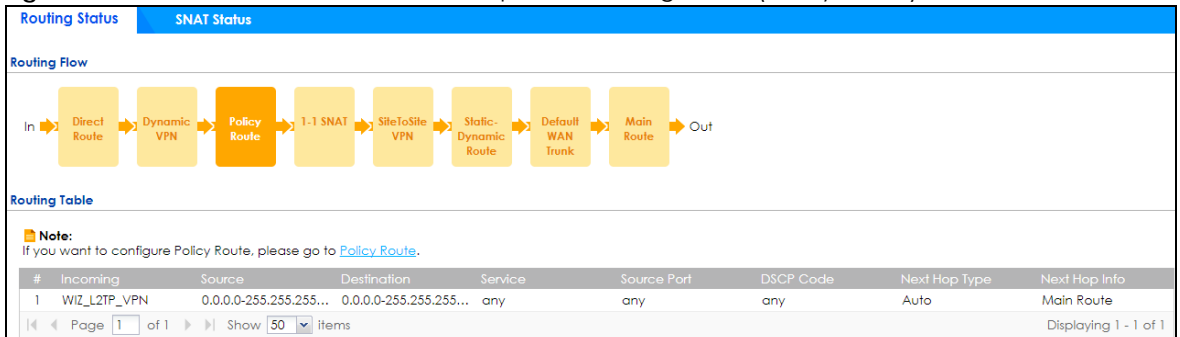 Routing Status SNAT Status
Routing Flow
In Direct Route Dynamic VPN Policy Route 1-1 SNAT SiteToSite VPN Static-Dynamic Route Default WAN Trunk Main Route Out
Routing Table
Note:
If you want to configure Policy Route, please go to Policy Route.
# Incoming Source Destination Service Source Port DSCP Code Next Hop Type Next Hop Info
1 WIZ_L2TP_VPN 0.0.0.0-255.255.255... 0.0.0.0-255.255.255... any any any Auto Main Route
Page 1 of 1 Show 50 items Displaying 1 - 1 of 1